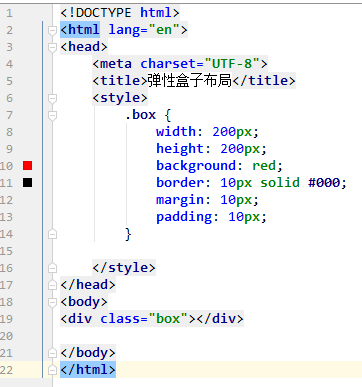 1 <!DOCTYPE html>
2 <html lang="en">
3 <head>
4     <meta charset="UTF-8">
5     <title>弹性盒子布局</title>
6     <style>
7         .box {
8             width: 200px;
9             height: 200px;
10             background: red;
11             border: 10px solid #000;
12             margin: 10px;
13             padding: 10px;
14         }
15
16     </style>
17 </head>
18 <body>
19 <div class="box"></div>
20
21 </body>
22 </html>